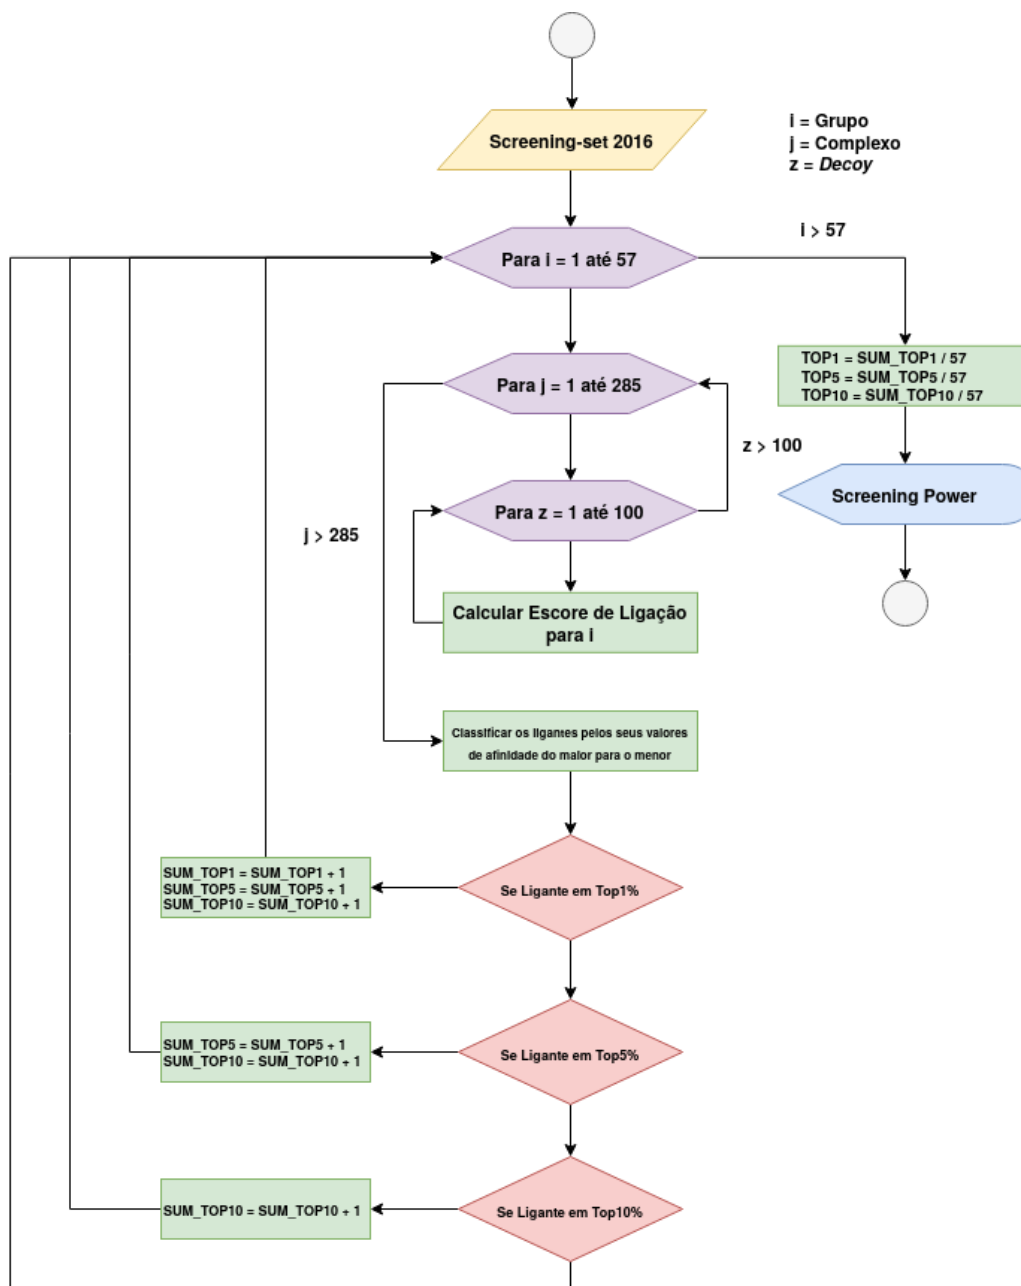 Screening-set 2016
i = Grupo
j = Complexo
z = Decoy
i > 57
Para i = 1 até 57
TOP1 = SUM_TOP1 / 57
TOP5 = SUM_TOP5 / 57
TOP10 = SUM_TOP10 / 57
Para j = 1 até 285
z > 100
Screening Power
Para z = 1 até 100
j > 285
Calcular Escore de Ligação
para i
Classificar os ligantes pelos seus valores
de afinidade do maior para o menor
SUM_TOP1 = SUM_TOP1 + 1
SUM_TOP5 = SUM_TOP5 + 1
SUM_TOP10 = SUM_TOP10 + 1
Se Ligante em Top1%
SUM_TOP5 = SUM_TOP5 + 1
SUM_TOP10 = SUM_TOP10 + 1
Se Ligante em Top5%
SUM_TOP10 = SUM_TOP10 + 1
Se Ligante em Top10%